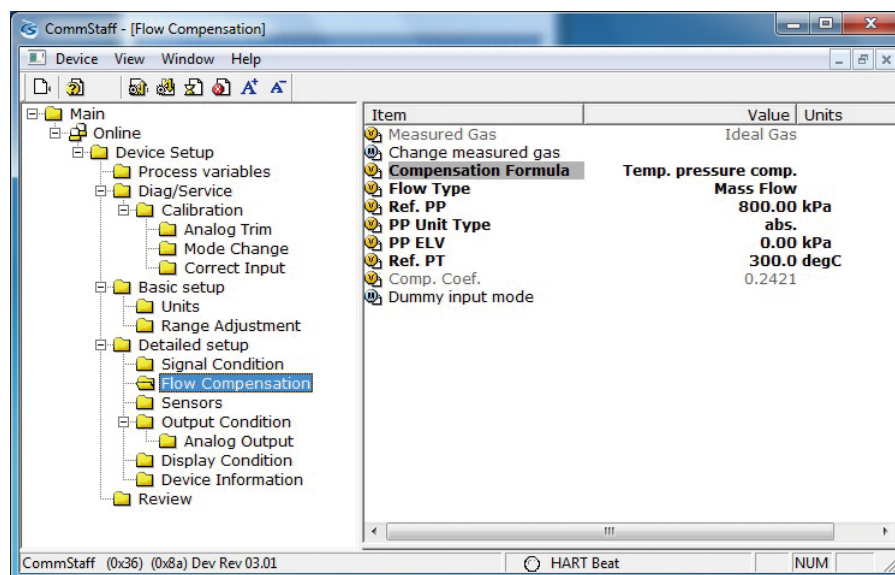 CommStaff - [Flow Compensation]
Device View Window Help
Main
Online
Device Setup
Process variables
Diag/Service
Calibration
Analog Trim
Mode Change
Correct Input
Basic setup
Units
Range Adjustment
Detailed setup
Signal Condition
Flow Compensation
Sensors
Output Condition
Analog Output
Display Condition
Device Information
Review
Item Value Units
Measured Gas Ideal Gas
Change measured gas
Compensation Formula Temp. pressure comp.
Flow Type Mass Flow
Ref. PP 800.00 kPa
PP Unit Type abs.
PP ELV 0.00 kPa
Ref. PT 300.0 degC
Comp. Coef. 0.2421
Dummy input mode
CommStaff (0x36) (0x8a) Dev Rev 03.01 HART Beat NUM